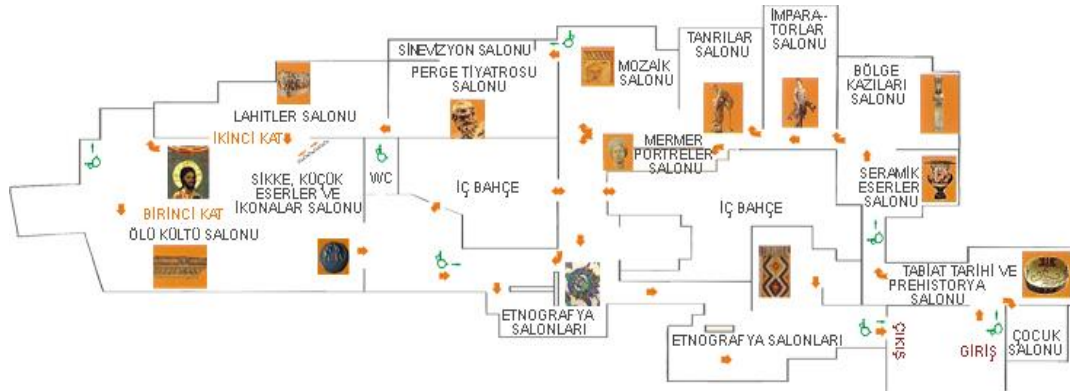 SİNEVİZYON SALONU
PERGE TİYATROSU
SALONU
MOZAİK
SALONU
TANRILAR
SALONU
İMPARA-
TORLAR
SALONU
BÖLGE
KAZILARI
SALONU
LAHİTLER SALONU
İKİNCİ KAT
SİKKE, KÜÇÜK
ESERLER VE
İKONALAR SALONU
WC
İÇ BAHÇE
MERMER
PORTRELER
SALONU
İÇ BAHÇE
SERAMİK
ESERLER
SALONU
BİRİNCİ KAT
ÖLÜ KÜLTÜ SALONU
ETNOGRAFYA
SALONLARI
ETNOGRAFYA SALONLARI
TABİAT TARİHİ VE
PREHİSTORYA
SALONU
ÇIKIŞ
GİRİŞ
ÇOCUK
SALONU